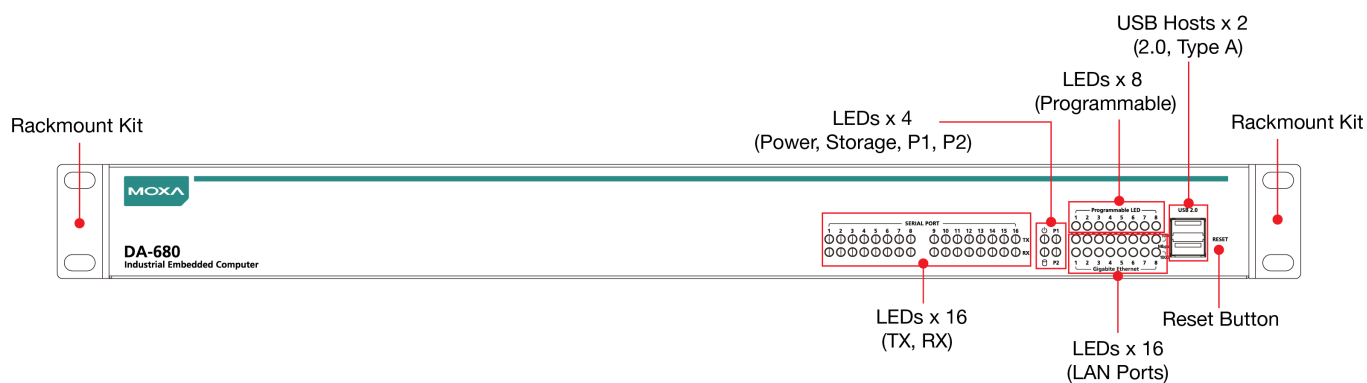 USB Hosts x 2
(2.0, Type A)
LEDs x 8
(Programmable)
LEDs x 4
(Power, Storage, P1, P2)
Rackmount Kit
Rackmount Kit
MOXA
DA-680
Industrial Embedded Computer
SERIAL PORT
1 2 3 4 5 6 7 8 9 10 11 12 13 14 15 16
TX
RX
P1
P2
Programmable LED
1 2 3 4 5 6 7 8
1 2 3 4 5 6 7 8
Gigabite Ethernet
USB 2.0
RESET
LEDs x 16
(TX, RX)
Reset Button
LEDs x 16
(LAN Ports)